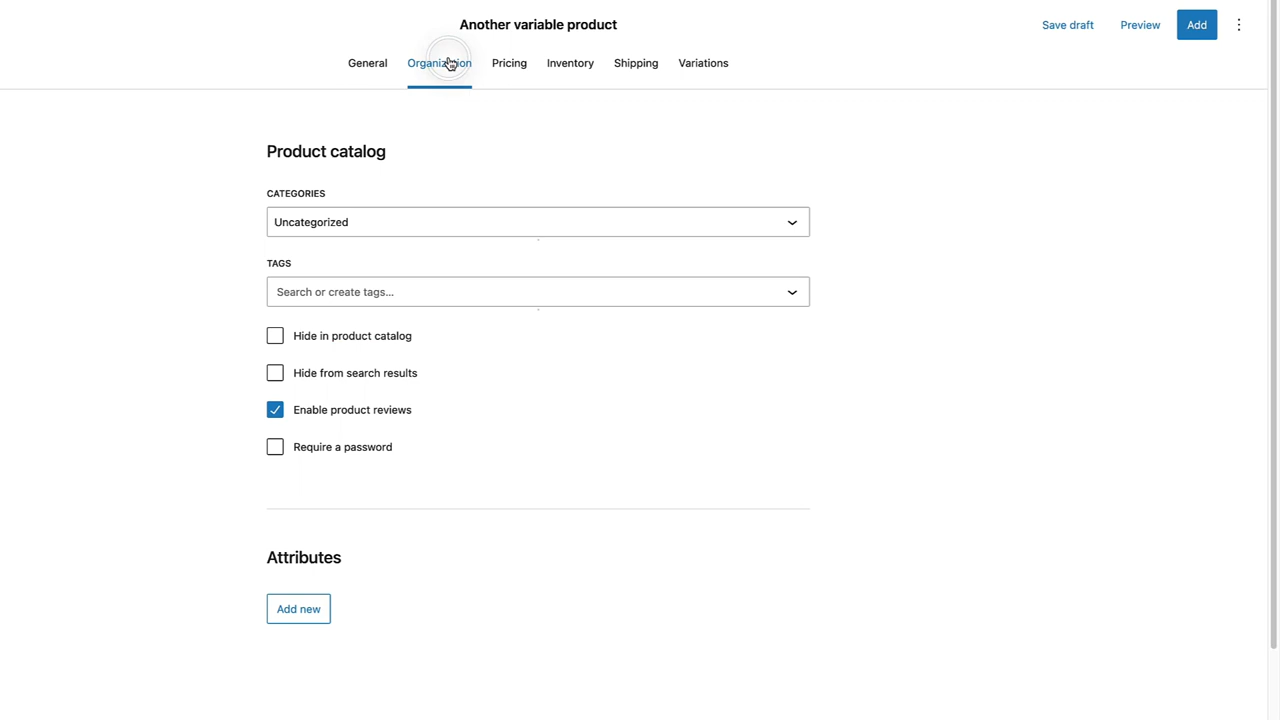 Another variable product
Save draft
Preview
Add
General
Organization
Pricing
Inventory
Shipping
Variations
Product catalog
CATEGORIES
Uncategorized
TAGS
Search or create tags...
Hide in product catalog
Hide from search results
Enable product reviews
Require a password
Attributes
Add new